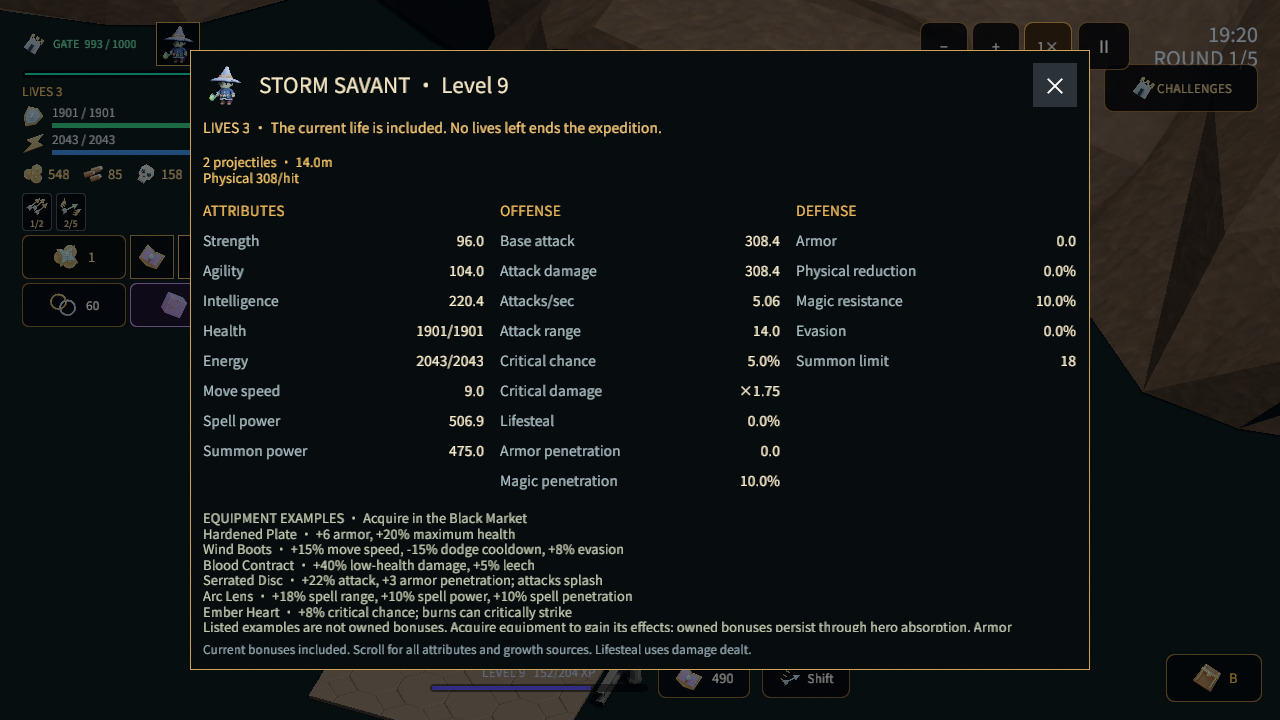 GATE 993 / 1000
LIVES 3
1901 / 1901
2043 / 2043
548 85 158
1/2 2/5
1
60
− + 1× II
19:20
ROUND 1/5
CHALLENGES
STORM SAVANT • Level 9
LIVES 3 • The current life is included. No lives left ends the expedition.
2 projectiles • 14.0m
Physical 308/hit
ATTRIBUTES OFFENSE DEFENSE
Strength 96.0 Base attack 308.4 Armor 0.0
Agility 104.0 Attack damage 308.4 Physical reduction 0.0%
Intelligence 220.4 Attacks/sec 5.06 Magic resistance 10.0%
Health 1901/1901 Attack range 14.0 Evasion 0.0%
Energy 2043/2043 Critical chance 5.0% Summon limit 18
Move speed 9.0 Critical damage ×1.75
Spell power 506.9 Lifesteal 0.0%
Summon power 475.0 Armor penetration 0.0
Magic penetration 10.0%
EQUIPMENT EXAMPLES • Acquire in the Black Market
Hardened Plate • +6 armor, +20% maximum health
Wind Boots • +15% move speed, -15% dodge cooldown, +8% evasion
Blood Contract • +40% low-health damage, +5% leech
Serrated Disc • +22% attack, +3 armor penetration; attacks splash
Arc Lens • +18% spell range, +10% spell power, +10% spell penetration
Ember Heart • +8% critical chance; burns can critically strike
Listed examples are not owned bonuses. Acquire equipment to gain its effects; owned bonuses persist through hero absorption. Armor
Current bonuses included. Scroll for all attributes and growth sources. Lifesteal uses damage dealt.
LEVEL 9 152/204 XP
490
Shift
B